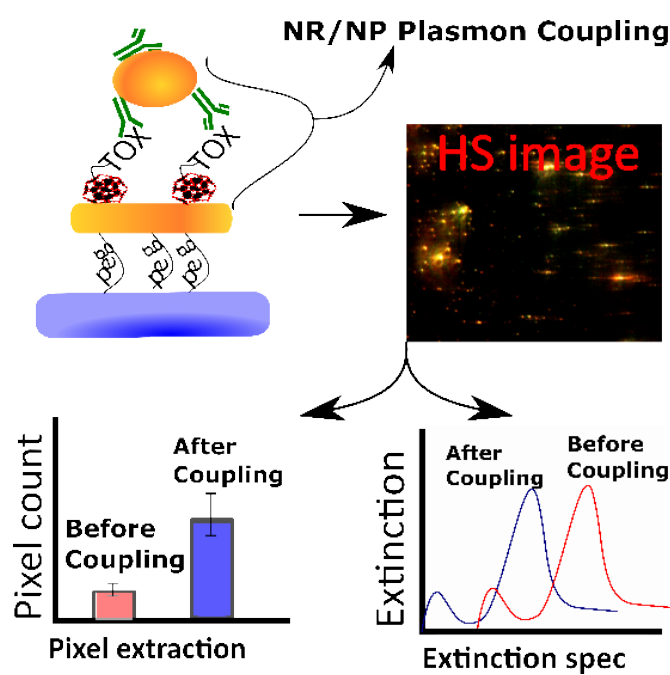 NR/NP Plasmon Coupling
TOX
TOX
HS image
peg
peg
peg
After
Coupling
Before
Coupling
Pixel count
Pixel extraction
After
Coupling
Before
Coupling
Extinction
Extinction spec